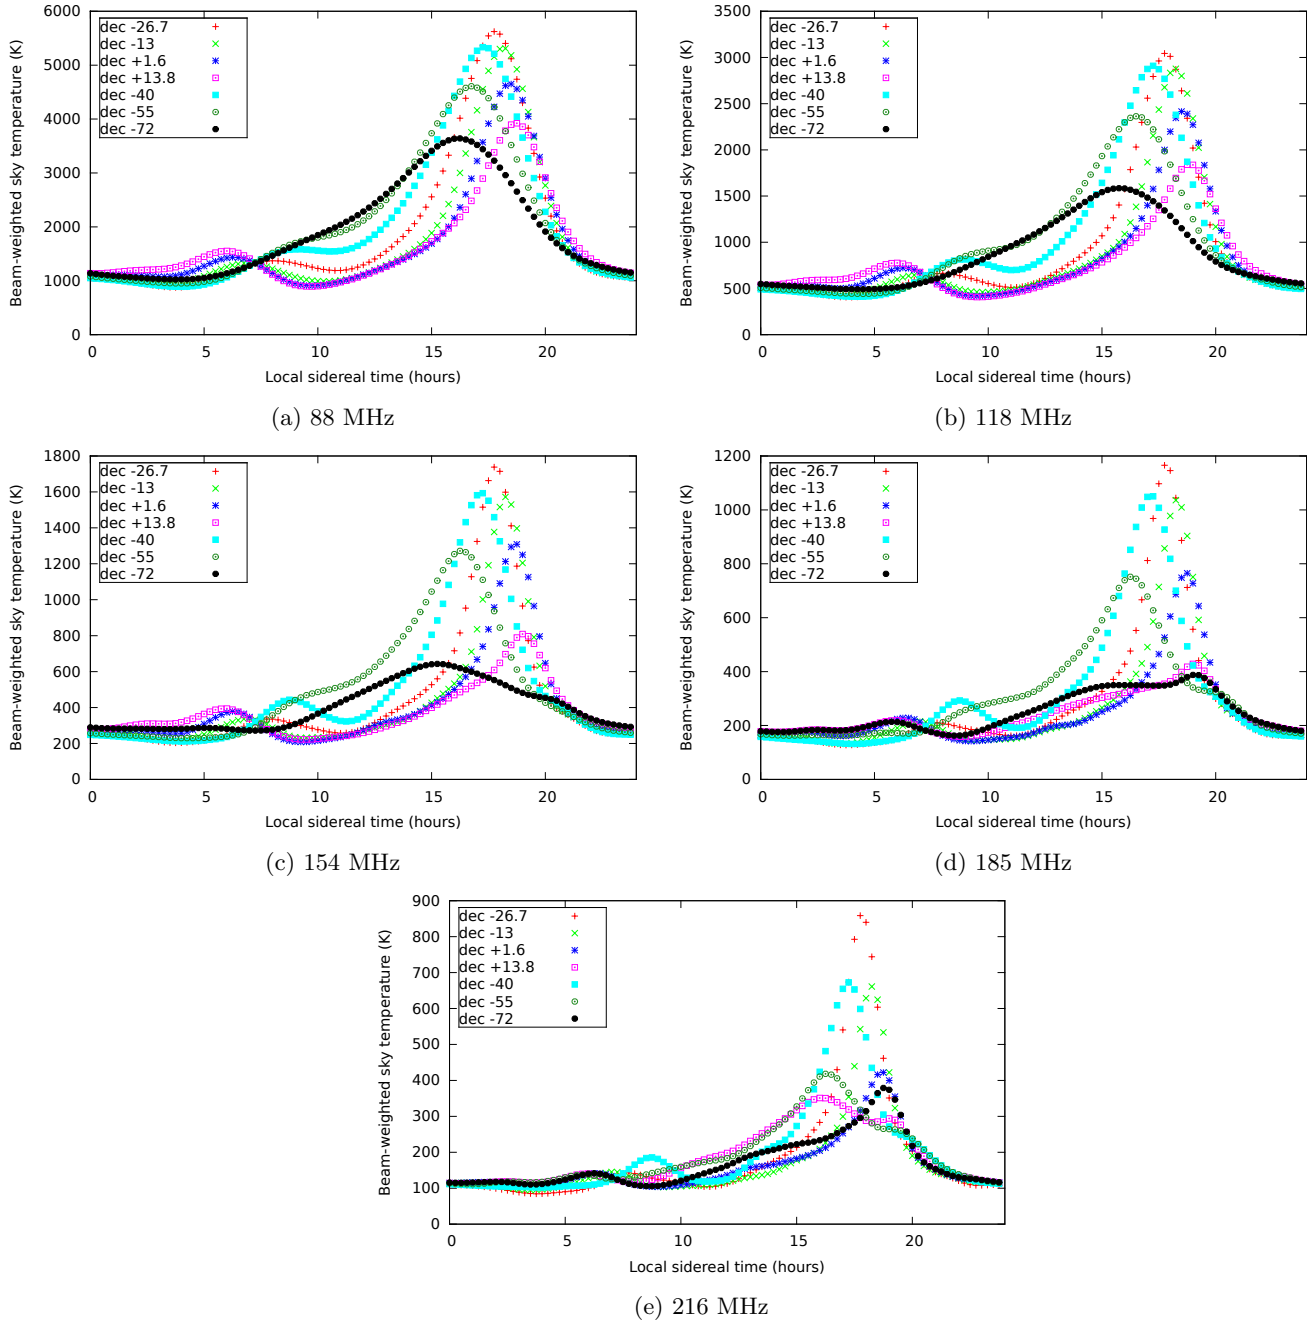 6000
5000
4000
3000
2000
1000
0
0 5 10 15 20
Beam-weighted sky temperature (K)
Local sidereal time (hours)
dec -26.7
dec -13
dec +1.6
dec +13.8
dec -40
dec -55
dec -72
(a) 88 MHz
3500
3000
2500
2000
1500
1000
500
0
0 5 10 15 20
Beam-weighted sky temperature (K)
Local sidereal time (hours)
dec -26.7
dec -13
dec +1.6
dec +13.8
dec -40
dec -55
dec -72
(b) 118 MHz
1800
1600
1400
1200
1000
800
600
400
200
0
0 5 10 15 20
Beam-weighted sky temperature (K)
Local sidereal time (hours)
dec -26.7
dec -13
dec +1.6
dec +13.8
dec -40
dec -55
dec -72
(c) 154 MHz
1200
1000
800
600
400
200
0
0 5 10 15 20
Beam-weighted sky temperature (K)
Local sidereal time (hours)
dec -26.7
dec -13
dec +1.6
dec +13.8
dec -40
dec -55
dec -72
(d) 185 MHz
900
800
700
600
500
400
300
200
100
0
0 5 10 15 20
Beam-weighted sky temperature (K)
Local sidereal time (hours)
dec -26.7
dec -13
dec +1.6
dec +13.8
dec -40
dec -55
dec -72
(e) 216 MHz